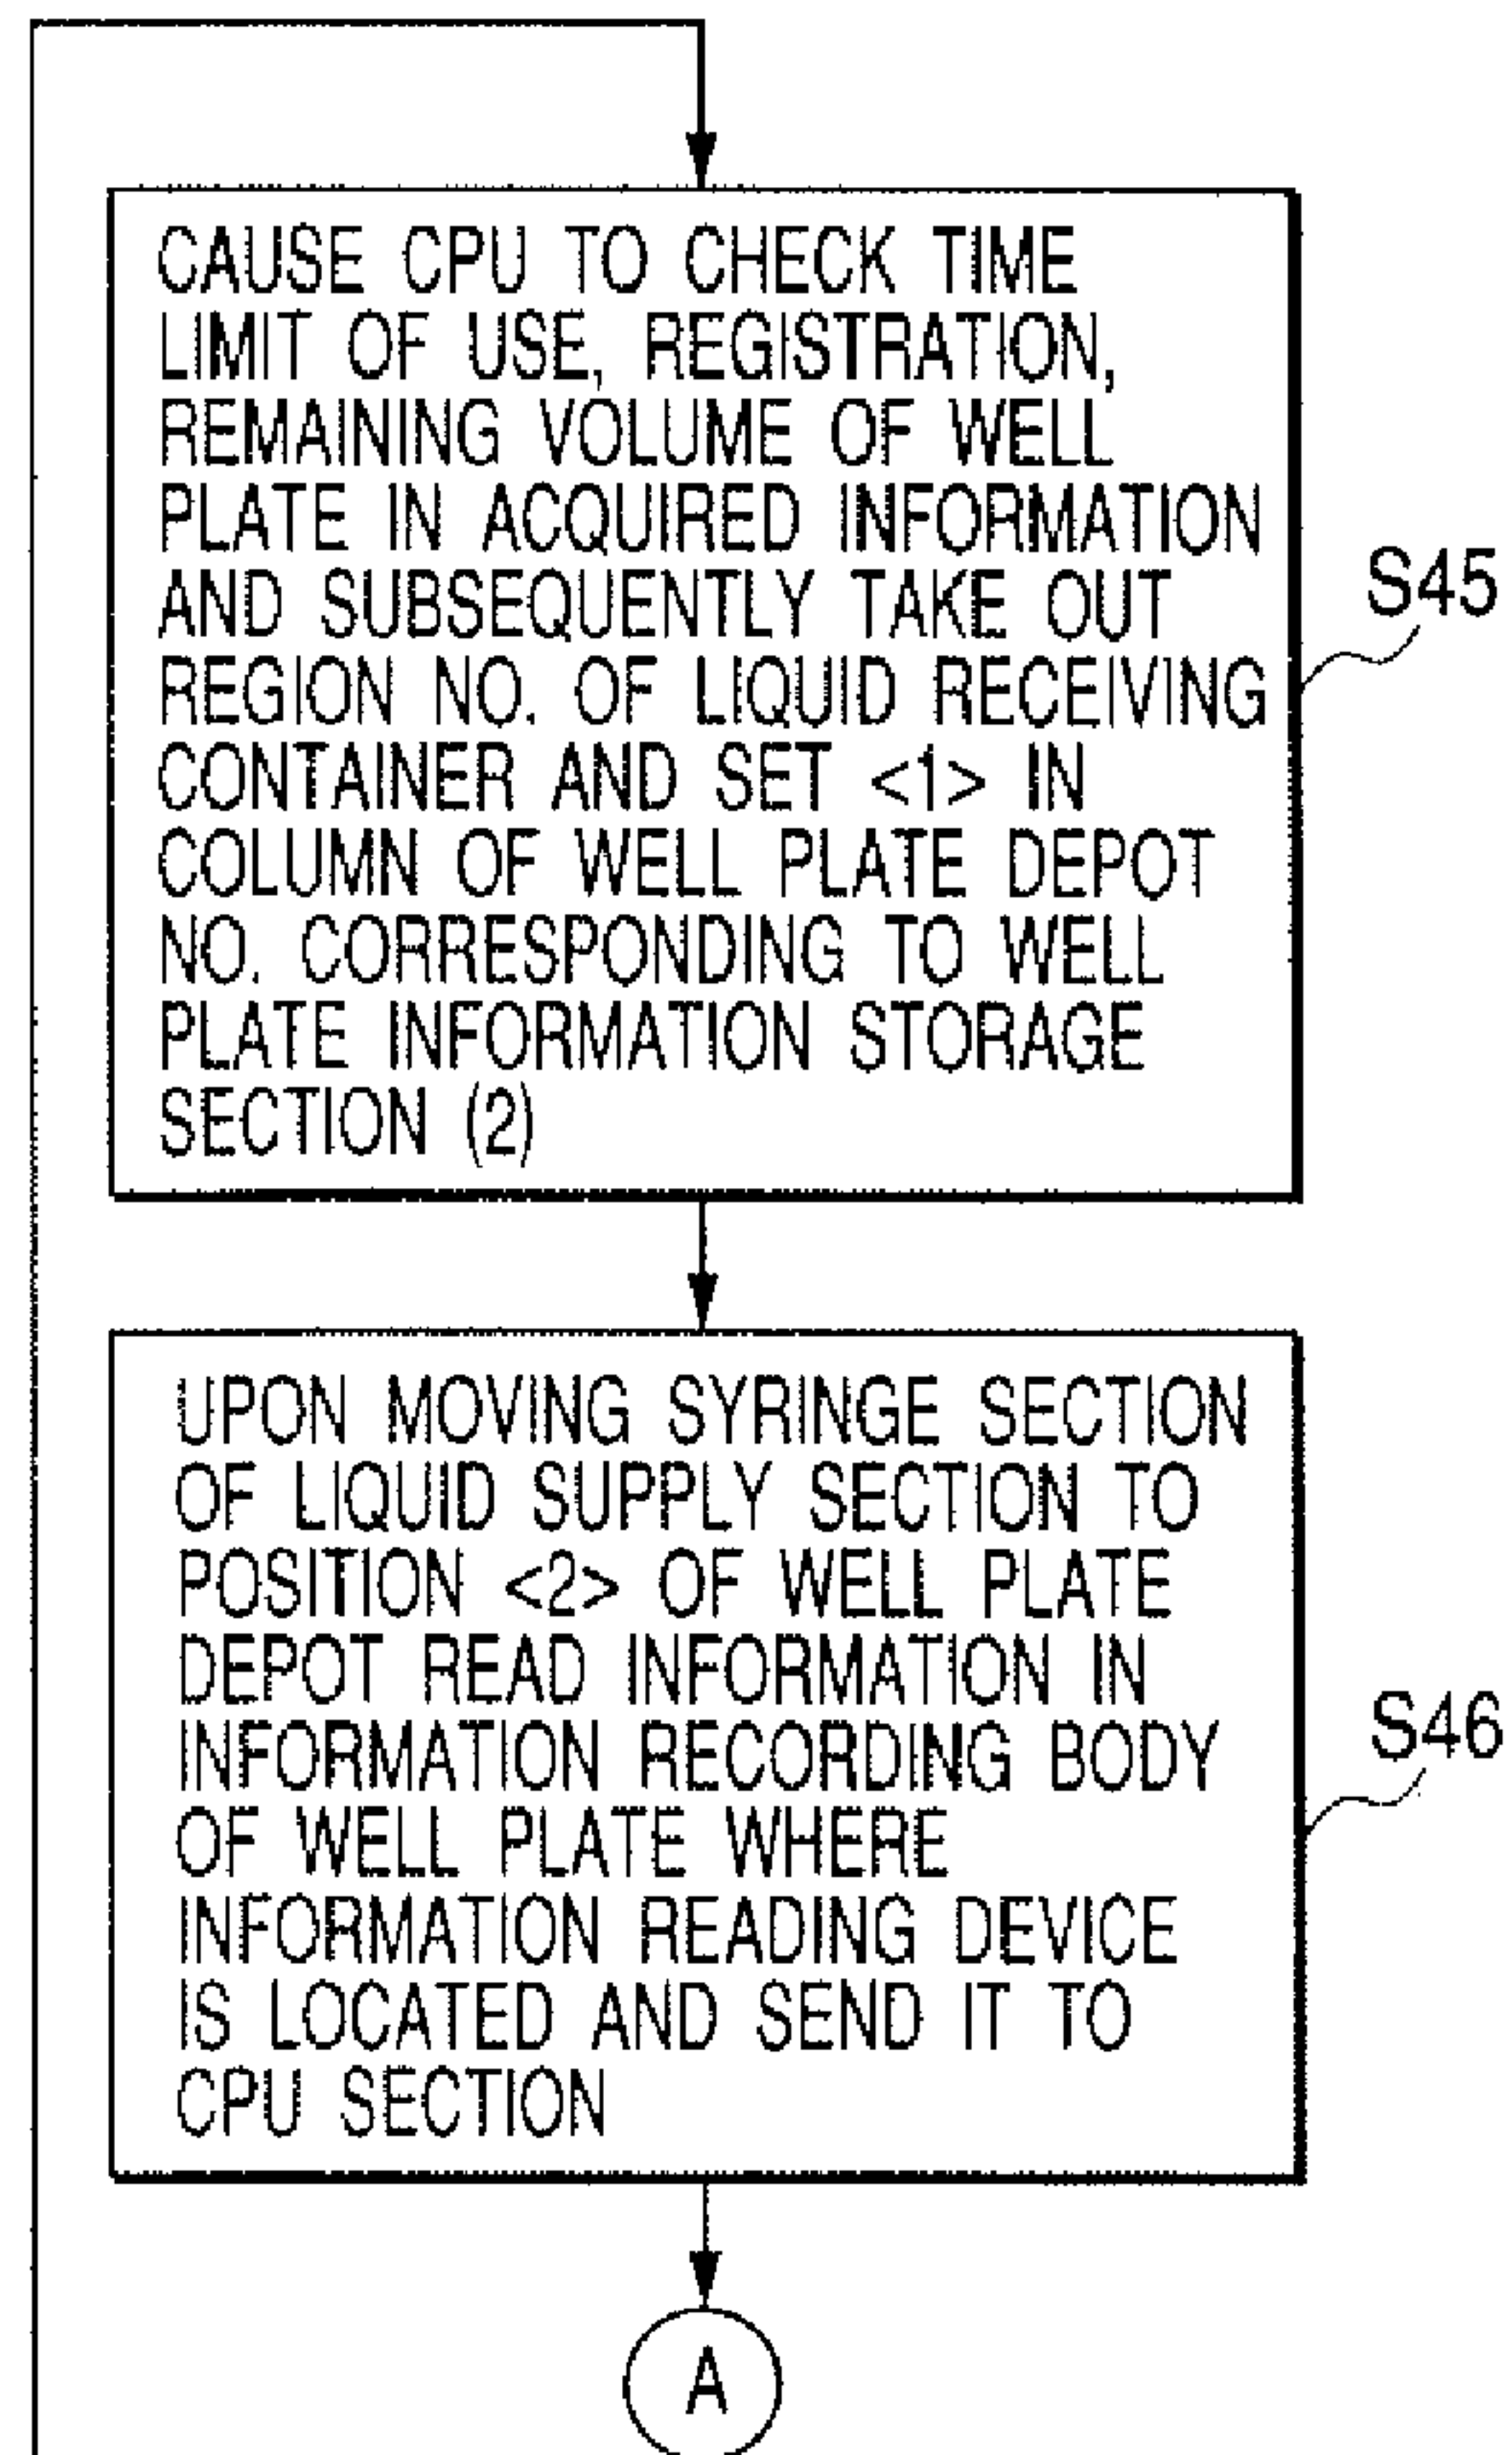 CAUSE CPU TO CHECK TIME
LIMIT OF USE, REGISTRATION,
REMAINING VOLUME OF WELL
PLATE IN ACQUIRED INFORMATION
AND SUBSEQUENTLY TAKE OUT
REGION NO. OF LIQUID RECEIVING
CONTAINER AND SET <1> IN
COLUMN OF WELL PLATE DEPOT
NO. CORRESPONDING TO WELL
PLATE INFORMATION STORAGE
SECTION (2)
S45
UPON MOVING SYRINGE SECTION
OF LIQUID SUPPLY SECTION TO
POSITION <2> OF WELL PLATE
DEPOT READ INFORMATION IN
INFORMATION RECORDING BODY
OF WELL PLATE WHERE
INFORMATION READING DEVICE
IS LOCATED AND SEND IT TO
CPU SECTION
S46
A